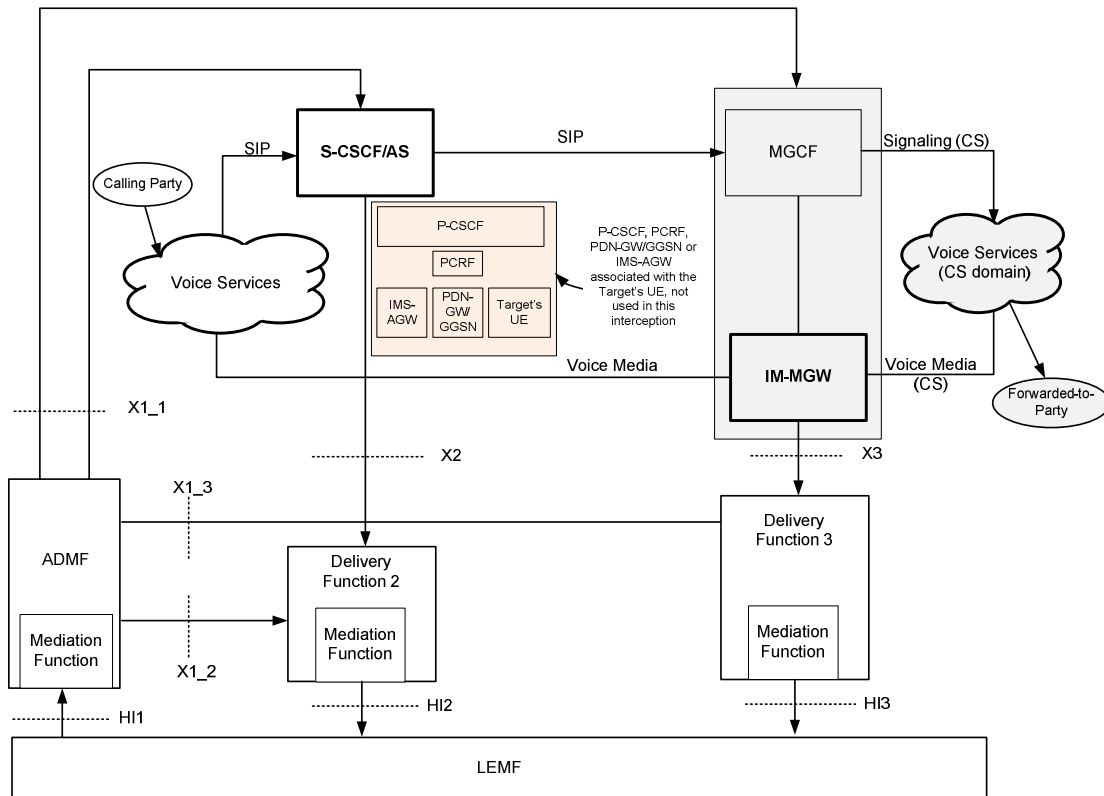 SIP
S-CSCF/AS
SIP
MGCF
Signaling (CS)
Calling Party
Voice Services
P-CSCF
PCRF
IMS-
AGW
PDN-
GW/
GGSN
Target's
UE
P-CSCF, PCRF,
PDN-GW/GGSN or
IMS-AGW
associated with the
Target's UE, not
used in this
interception
Voice Services
(CS domain)
Voice Media
IM-MGW
Voice Media
(CS)
Forwarded-to-
Party
X1_1
X2
X3
X1_3
ADMF
Delivery
Function 2
Delivery
Function 3
Mediation
Function
Mediation
Function
Mediation
Function
X1_2
HI1
HI2
HI3
LEMF